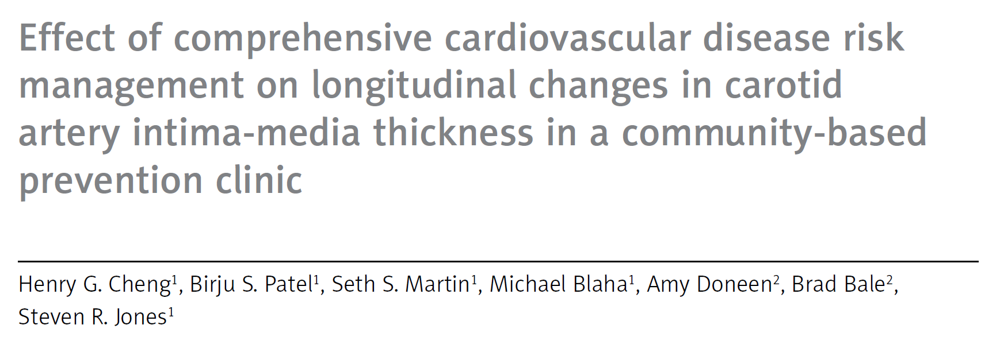 Effect of comprehensive cardiovascular disease risk
management on longitudinal changes in carotid
artery intima-media thickness in a community-based
prevention clinic
Henry G. Cheng¹, Birju S. Patel¹, Seth S. Martin¹, Michael Blaha¹, Amy Doneen², Brad Bale²,
Steven R. Jones¹